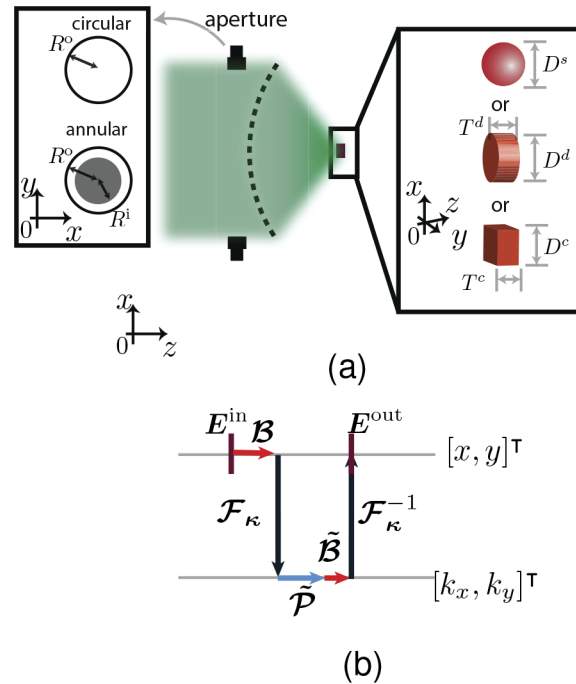 circular
R^o
annular
R^o
R^i
y
0
x
aperture
D^s
or
T^d
D^d
or
x
z
0
y
D^c
T^c
x
0
z
(a)
E^in
𝓑
E^out
[x, y]^T
𝓕_κ
𝓕_κ^{-1}
𝓑̃
𝓟̃
[k_x, k_y]^T
(b)